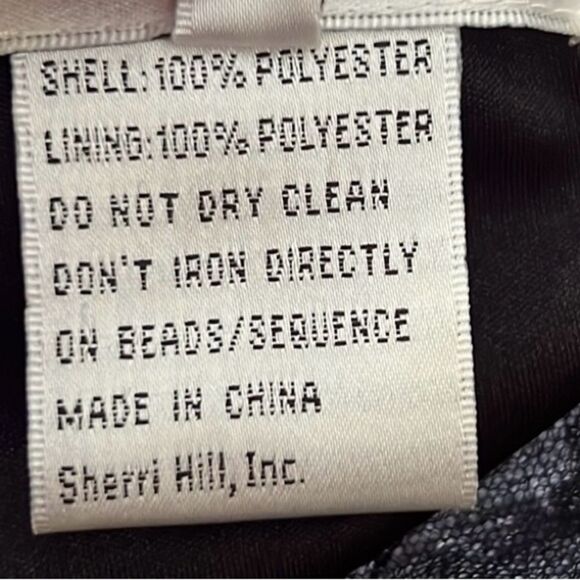 SHELL:100% POLYESTER
LINING:100% POLYESTER
DO NOT DRY CLEAN
DON'T IRON DIRECTLY
ON BEADS/SEQUENCE
MADE IN CHINA
Sherri Hill, Inc.